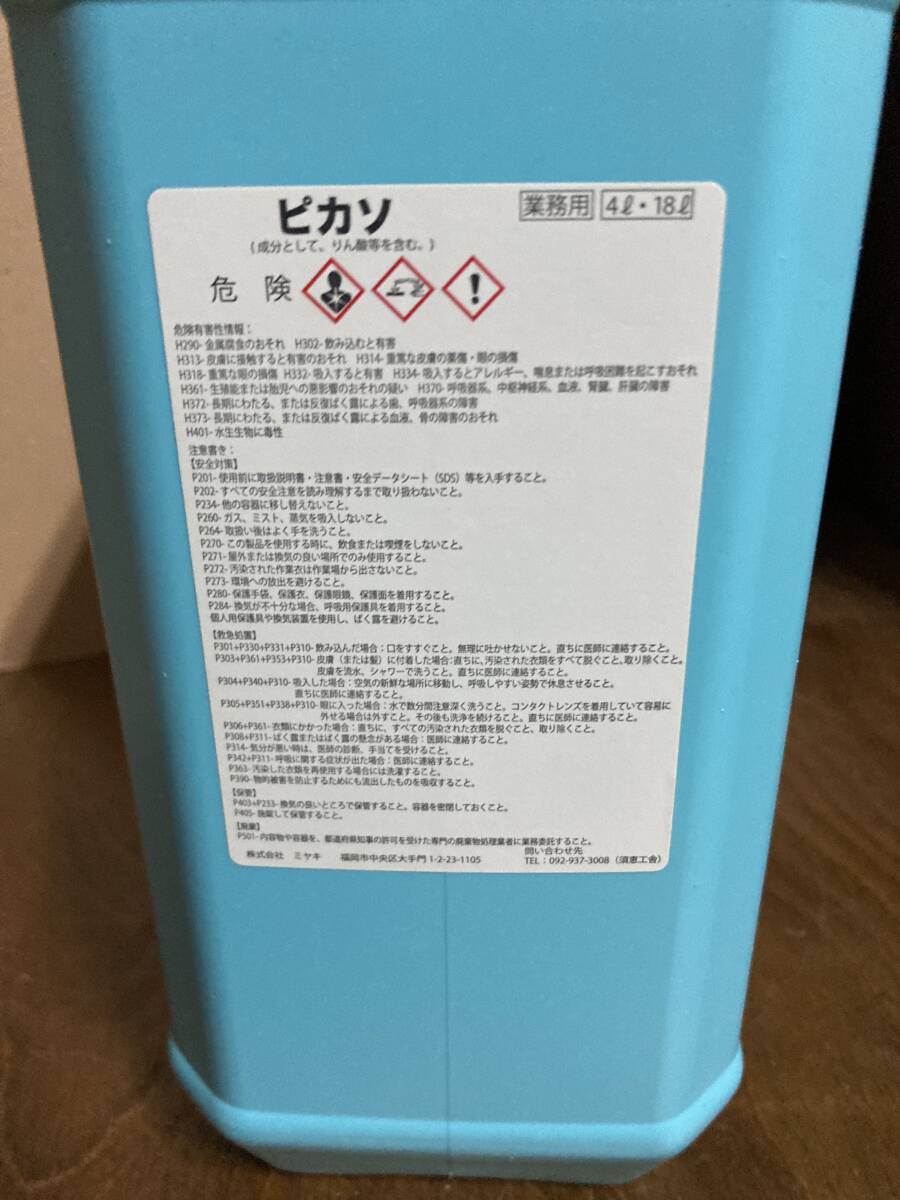 ピカソ
業務用 4ℓ・18ℓ
(成分として、りん酸等を含む。)
危険
危険有害性情報：
H290- 金属腐食のおそれ H302- 飲み込むと有害
H313- 皮膚に接触すると有害のおそれ H314- 重篤な皮膚の薬傷・眼の損傷
H318- 重篤な眼の損傷 H332- 吸入すると有害 H334- 吸入するとアレルギー、喘息または呼吸困難を起こすおそれ
H361- 生殖能または胎児への悪影響のおそれの疑い H370- 呼吸器系、中枢神経系、血液、腎臓、肝臓の障害
H372- 長期にわたる、または反復ばく露による歯、呼吸器系の障害
H373- 長期にわたる、または反復ばく露による血液、骨の障害のおそれ
H401- 水生生物に毒性
注意書き：
【安全対策】
P201- 使用前に取扱説明書・注意書・安全データシート（SDS）等を入手すること。
P202- すべての安全注意を読み理解するまで取り扱わないこと。
P234- 他の容器に移し替えないこと。
P260- ガス、ミスト、蒸気を吸入しないこと。
P264- 取扱い後はよく手を洗うこと。
P270- この製品を使用する時に、飲食または喫煙をしないこと。
P271- 屋外または換気の良い場所でのみ使用すること。
P272- 汚染された作業衣は作業場から出さないこと。
P273- 環境への放出を避けること。
P280- 保護手袋、保護衣、保護眼鏡、保護面を着用すること。
P284- 換気が不十分な場合、呼吸用保護具を着用すること。
個人用保護具や換気装置を使用し、ばく露を避けること。
【救急処置】
P301+P330+P331+P310- 飲み込んだ場合：口をすすぐこと。無理に吐かせないこと。直ちに医師に連絡すること。
P303+P361+P353+P310- 皮膚（または髪）に付着した場合：直ちに、汚染された衣類をすべて脱ぐこと、取り除くこと。
皮膚を流水、シャワーで洗うこと。直ちに医師に連絡すること。
P304+P340+P310- 吸入した場合：空気の新鮮な場所に移動し、呼吸しやすい姿勢で休息させること。
直ちに医師に連絡すること。
P305+P351+P338+P310- 眼に入った場合：水で数分間注意深く洗うこと。コンタクトレンズを着用していて容易に
外せる場合は外すこと。その後も洗浄を続けること。直ちに医師に連絡すること。
P306+P361- 衣類にかかった場合：直ちに、すべての汚染された衣類を脱ぐこと、取り除くこと。
P308+P311- ばく露またはばく露の懸念がある場合：医師に連絡すること。
P314- 気分が悪い時は、医師の診断、手当てを受けること。
P342+P311- 呼吸に関する症状が出た場合：医師に連絡すること。
P363- 汚染した衣類を再使用する場合には洗濯すること。
P390- 物的被害を防止するためにも流出したものを吸収すること。
【保管】
P403+P233- 換気の良いところで保管すること。容器を密閉しておくこと。
P405- 施錠して保管すること。
【廃棄】
P501- 内容物や容器を、都道府県知事の許可を受けた専門の廃棄物処理業者に業務委託すること。
問い合わせ先
株式会社 ミヤキ 福岡市中央区大手門 1-2-23-1105 TEL：092-937-3008（須恵工舎）